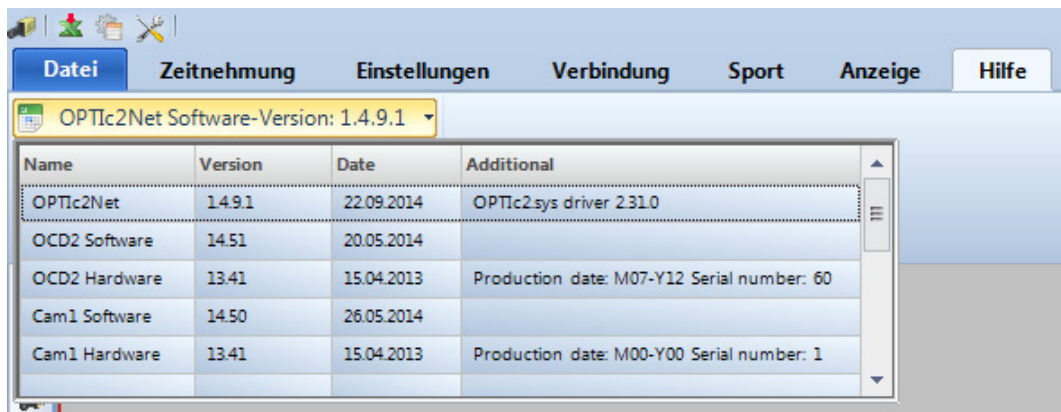 Datei Zeitnehmung Einstellungen Verbindung Sport Anzeige Hilfe
OPTIc2Net Software-Version: 1.4.9.1
Name Version Date Additional
OPTIc2Net 1.4.9.1 22.09.2014 OPTIc2.sys driver 2.31.0
OCD2 Software 14.51 20.05.2014
OCD2 Hardware 13.41 15.04.2013 Production date: M07-Y12 Serial number: 60
Cam1 Software 14.50 26.05.2014
Cam1 Hardware 13.41 15.04.2013 Production date: M00-Y00 Serial number: 1